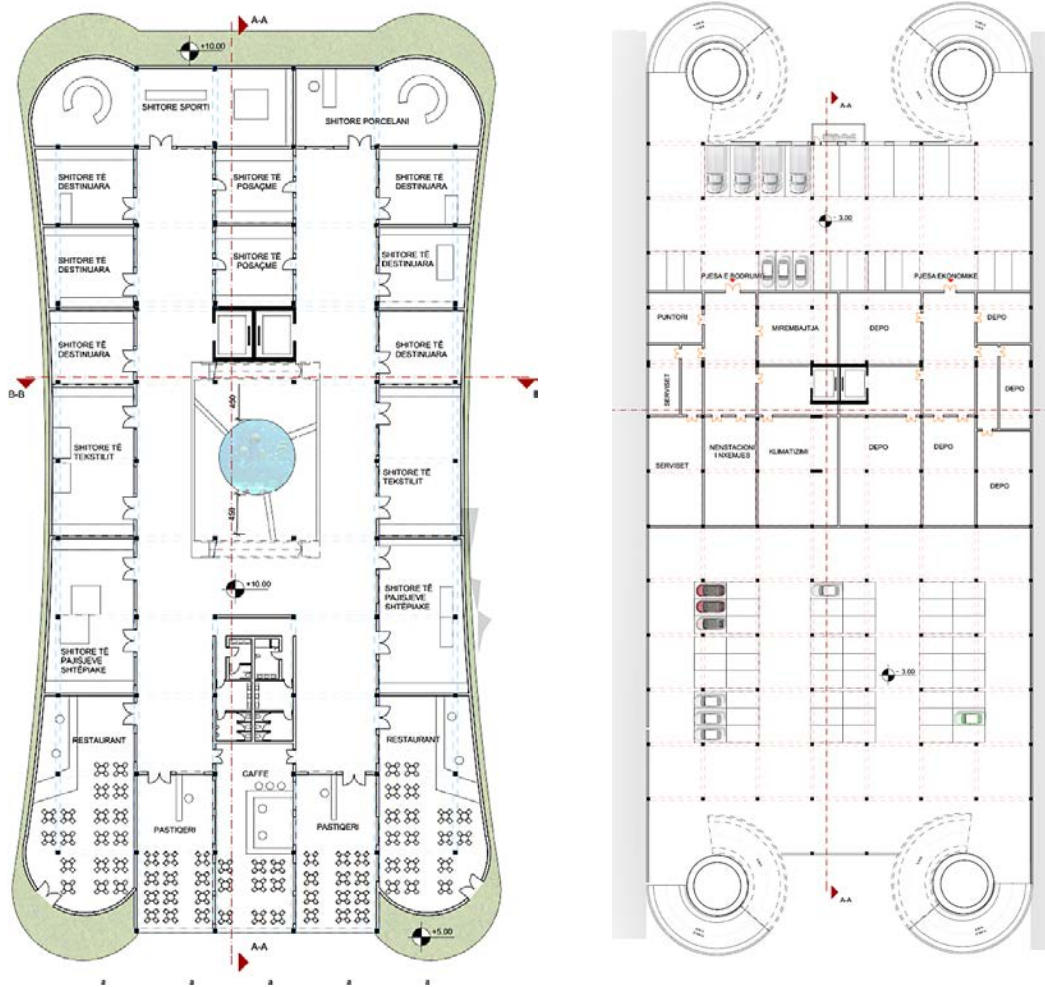 A-A
+10.00
SHITORE SPORTI
SHITORE PORCELANI
SHITORE TË
DESTINUARA
SHITORE TË
POSAÇME
SHITORE TË
DESTINUARA
SHITORE TË
DESTINUARA
SHITORE TË
POSAÇME
SHITORE TË
DESTINUARA
SHITORE TË
DESTINUARA
SHITORE TË
DESTINUARA
B-B
450
SHITORE TË
TEKSTILIT
SHITORE TË
TEKSTILIT
450
+10.00
SHITORE TË
PAJISJEVE
SHTËPIAKE
SHITORE TË
PAJISJEVE
SHTËPIAKE
RESTAURANT
RESTAURANT
CAFFE
PASTIQERI
PASTIQERI
+5.00
A-A
A-A
- 3.00
PJESA E BODRUMIT
PJESA EKONOMIKE
PUNTORI
MIREMBAJTJA
DEPO
DEPO
SERVISET
DEPO
SERVISET
NENSTACIONI
I NXEMJES
KLIMATIZIMI
DEPO
DEPO
DEPO
- 3.00
A-A